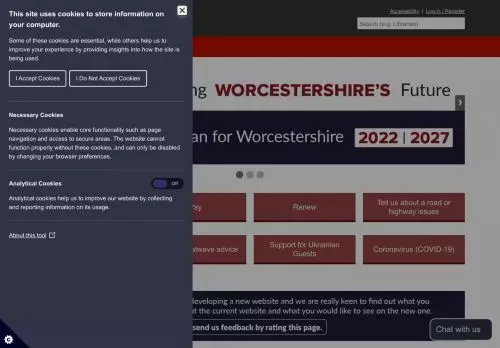 This site uses cookies to store information on
your computer.
Some of these cookies are essential, while others help us to
improve your experience by providing insights into how the site is
being used.
I Accept Cookies
I Do Not Accept Cookies
Necessary Cookies
Necessary cookies enable core functionality such as page
navigation and access to secure areas. The website cannot
function properly without these cookies, and can only be disabled
by changing your browser preferences.
Analytical Cookies
on
Analytical cookies help us to improve our website by collecting
and reporting information on its usage.
About this tool
Accessibility | Log in / Register
Search (e.g. Libraries)
ng WORCESTERSHIRE'S Future
an for Worcestershire 2022 | 2027
ay
Renew
Tell us about a road or
highway issues
atwave advice
Support for Ukranian
Guests
Coronavirus (COVID-19)
developing a new website and we are really keen to find out what you
out the current website and what you would like to see on the new one.
send us feedback by rating this page.
Chat with us